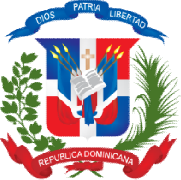 DIOS PATRIA LIBERTAD
REPUBLICA DOMINICANA